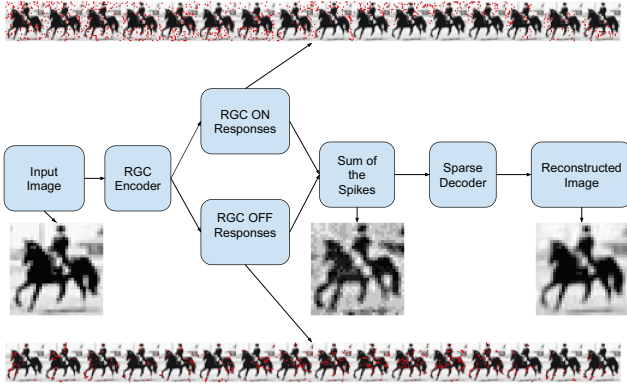 RGC ON
Responses
Input
Image
RGC
Encoder
Sum of
the
Spikes
Sparse
Decoder
Reconstructed
Image
RGC OFF
Responses